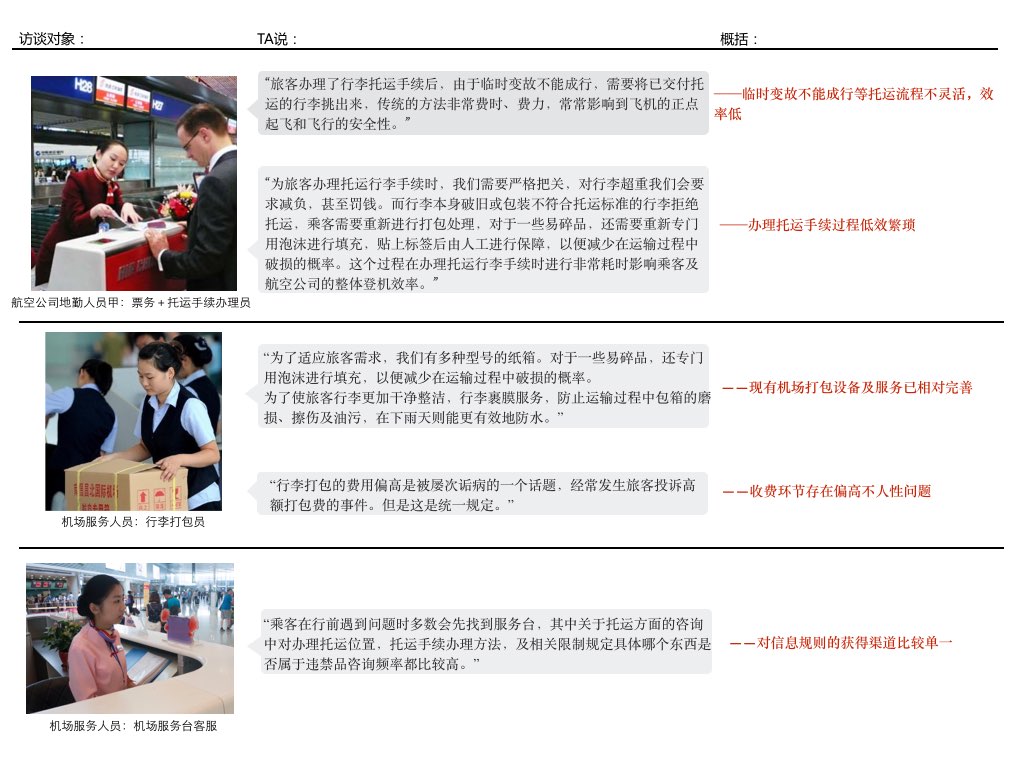 访谈对象：
TA说：
概括：
H28
“旅客办理了行李托运手续后，由于临时变故不能成行，需要将已交付托
运的行李挑出来，传统的方法非常费时、费力，常常影响到飞机的正点
起飞和飞行的安全性。”
——临时变故不能成行等托运流程不灵活，效
率低
“为旅客办理托运行李手续时，我们需要严格把关，对行李超重我们会要
求减负，甚至罚钱。而行李本身破旧或包装不符合托运标准的行李拒绝
托运，乘客需要重新进行打包处理，对于一些易碎品，还需要重新专门
用泡沫进行填充，贴上标签后由人工进行保障，以便减少在运输过程中
破损的概率。这个过程在办理托运行李手续时进行非常耗时影响乘客及
航空公司的整体登机效率。”
——办理托运手续过程低效繁琐
航空公司地勤人员甲：票务＋托运手续办理员
“为了适应旅客需求，我们有多种型号的纸箱。对于一些易碎品，还专门
用泡沫进行填充，以便减少在运输过程中破损的概率。
为了使旅客行李更加干净整洁，行李裹膜服务，防止运输过程中包箱的磨
损、擦伤及油污，在下雨天则能更有效地防水。”
——现有机场打包设备及服务已相对完善
“行李打包的费用偏高是被屡次诟病的一个话题，经常发生旅客投诉高
额打包费的事件。但是这是统一规定。”
——收费环节存在偏高不人性问题
昌北国际机场
机场服务人员：行李打包员
“乘客在行前遇到问题时多数会先找到服务台，其中关于托运方面的咨询
中对办理托运位置，托运手续办理方法，及相关限制规定具体哪个东西是
否属于违禁品咨询频率都比较高。”
——对信息规则的获得渠道比较单一
机场服务人员：机场服务台客服